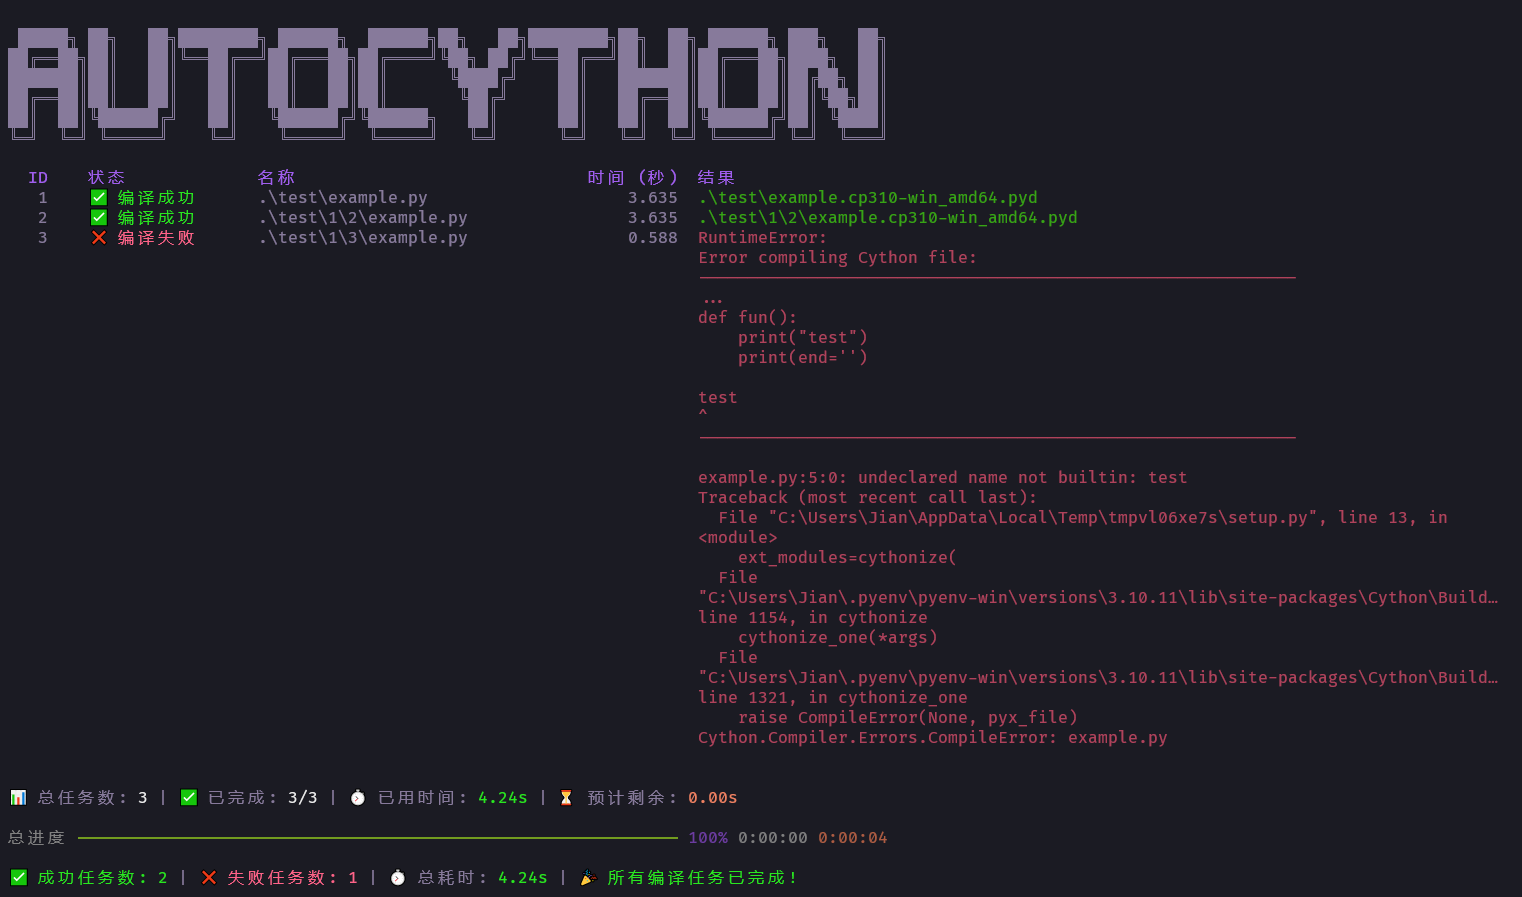 AUTOCYTHON
ID 状态 名称 时间 (秒) 结果
1 ✅ 编译成功 .\test\example.py 3.635 .\test\example.cp310-win_amd64.pyd
2 ✅ 编译成功 .\test\1\2\example.py 3.635 .\test\1\2\example.cp310-win_amd64.pyd
3 ❌ 编译失败 .\test\1\3\example.py 0.588 RuntimeError:
Error compiling Cython file:
------------------------------------------------------------
...
def fun():
    print("test")
    print(end='')
test
^
------------------------------------------------------------
example.py:5:0: undeclared name not builtin: test
Traceback (most recent call last):
  File "C:\Users\Jian\AppData\Local\Temp\tmpvl06xe7s\setup.py", line 13, in
<module>
    ext_modules=cythonize(
  File
"C:\Users\Jian\.pyenv\pyenv-win\versions\3.10.11\lib\site-packages\Cython\Build…
line 1154, in cythonize
    cythonize_one(*args)
  File
"C:\Users\Jian\.pyenv\pyenv-win\versions\3.10.11\lib\site-packages\Cython\Build…
line 1321, in cythonize_one
    raise CompileError(None, pyx_file)
Cython.Compiler.Errors.CompileError: example.py
📊 总任务数: 3 | ✅ 已完成: 3/3 | ⏱ 已用时间: 4.24s | ⏳ 预计剩余: 0.00s
总进度 100% 0:00:00 0:00:04
✅ 成功任务数: 2 | ❌ 失败任务数: 1 | ⏱ 总耗时: 4.24s | 🎉 所有编译任务已完成!